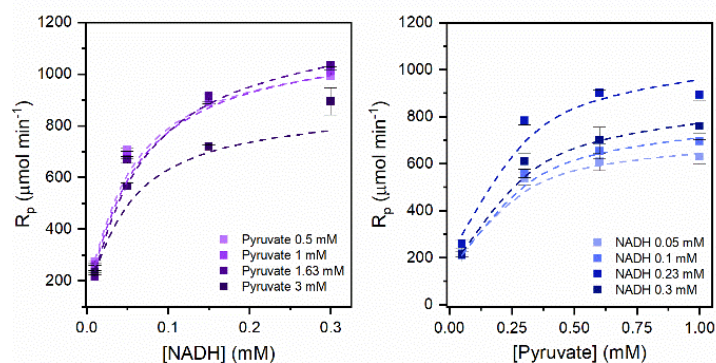 1200
1000
800
600
400
200
0.0
0.1
0.2
0.3
Rp (μmol min⁻¹)
[NADH] (mM)
Pyruvate 0.5 mM
Pyruvate 1 mM
Pyruvate 1.63 mM
Pyruvate 3 mM
1200
1000
800
600
400
200
0
0.00
0.25
0.50
0.75
1.00
Rp (μmol min⁻¹)
[Pyruvate] (mM)
NADH 0.05 mM
NADH 0.1 mM
NADH 0.23 mM
NADH 0.3 mM